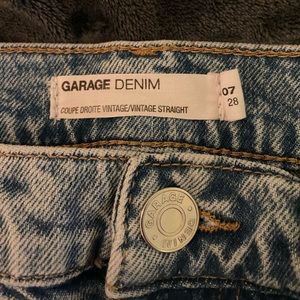 GARAGE DENIM
COUPE DROITE VINTAGE/VINTAGE STRAIGHT
07
28
GARAGE
DENIM